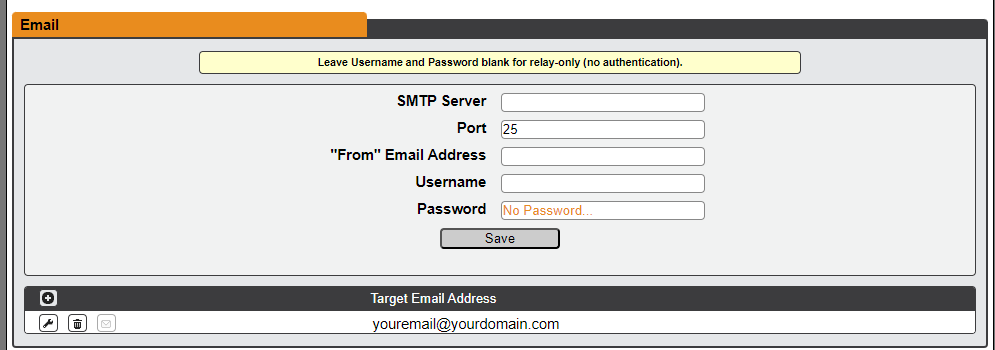 Email
Leave Username and Password blank for relay-only (no authentication).
SMTP Server
Port 25
"From" Email Address
Username
Password No Password...
Save
Target Email Address
youremail@yourdomain.com